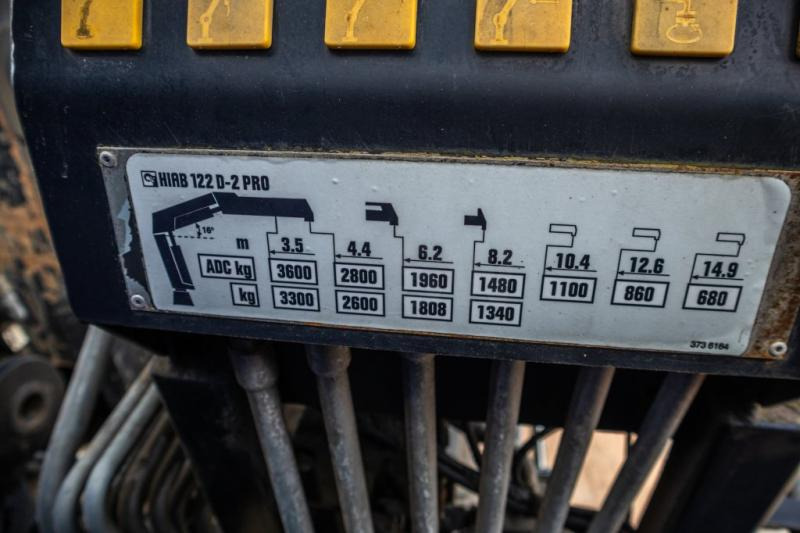 HIAB 122 D-2 PRO
16°
m 3.5 4.4 6.2 8.2 10.4 12.6 14.9
ADC kg 3600 2800 1960 1480 1100 860 680
kg 3300 2600 1808 1340
373 6184